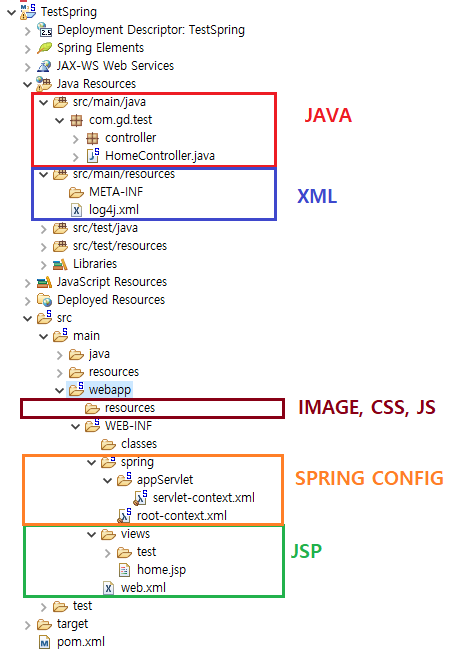 TestSpring
Deployment Descriptor: TestSpring
Spring Elements
JAX-WS Web Services
Java Resources
src/main/java
JAVA
com.gd.test
controller
HomeController.java
src/main/resources
XML
META-INF
log4j.xml
src/test/java
src/test/resources
Libraries
JavaScript Resources
Deployed Resources
src
main
java
resources
webapp
resources
IMAGE, CSS, JS
WEB-INF
classes
spring
SPRING CONFIG
appServlet
servlet-context.xml
root-context.xml
views
JSP
test
home.jsp
web.xml
test
target
pom.xml